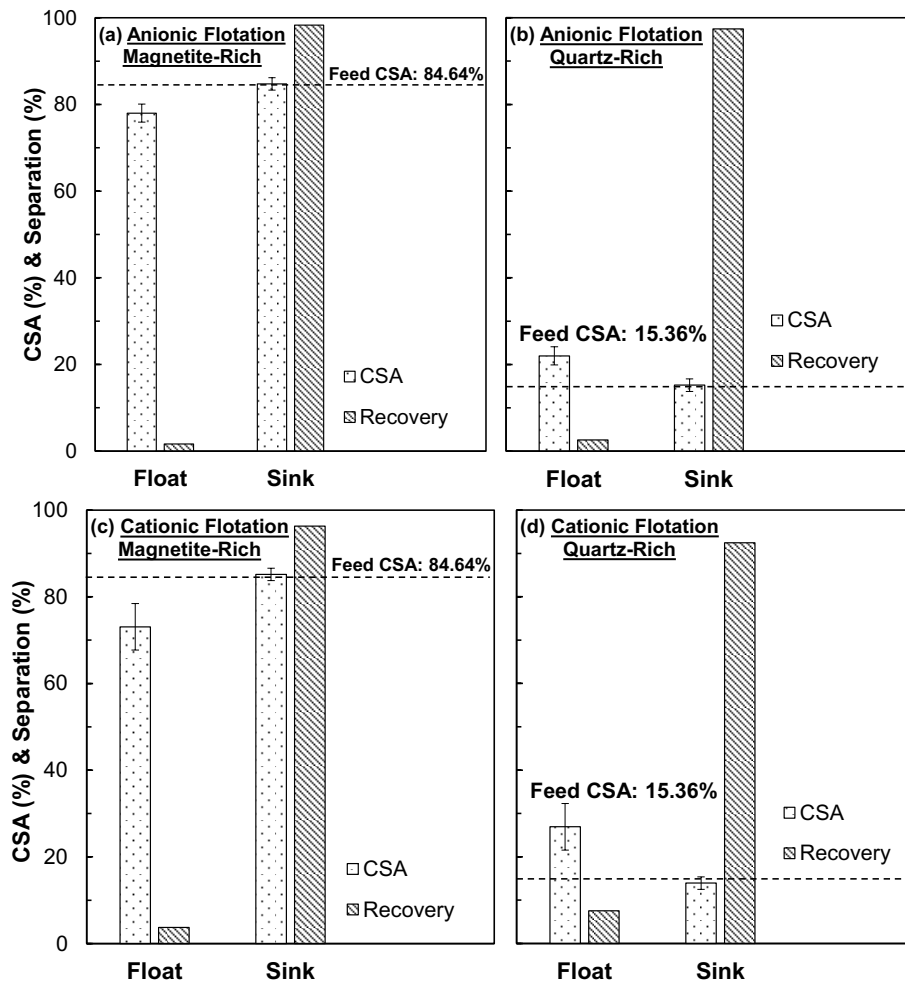 CSA (%) & Separation (%)
100
80
60
40
20
0
(a) Anionic Flotation
Magnetite-Rich
Feed CSA: 84.64%
CSA
Recovery
Float
Sink
(b) Anionic Flotation
Quartz-Rich
Feed CSA: 15.36%
CSA
Recovery
Float
Sink
CSA (%) & Separation (%)
100
80
60
40
20
0
(c) Cationic Flotation
Magnetite-Rich
Feed CSA: 84.64%
CSA
Recovery
Float
Sink
(d) Cationic Flotation
Quartz-Rich
Feed CSA: 15.36%
CSA
Recovery
Float
Sink